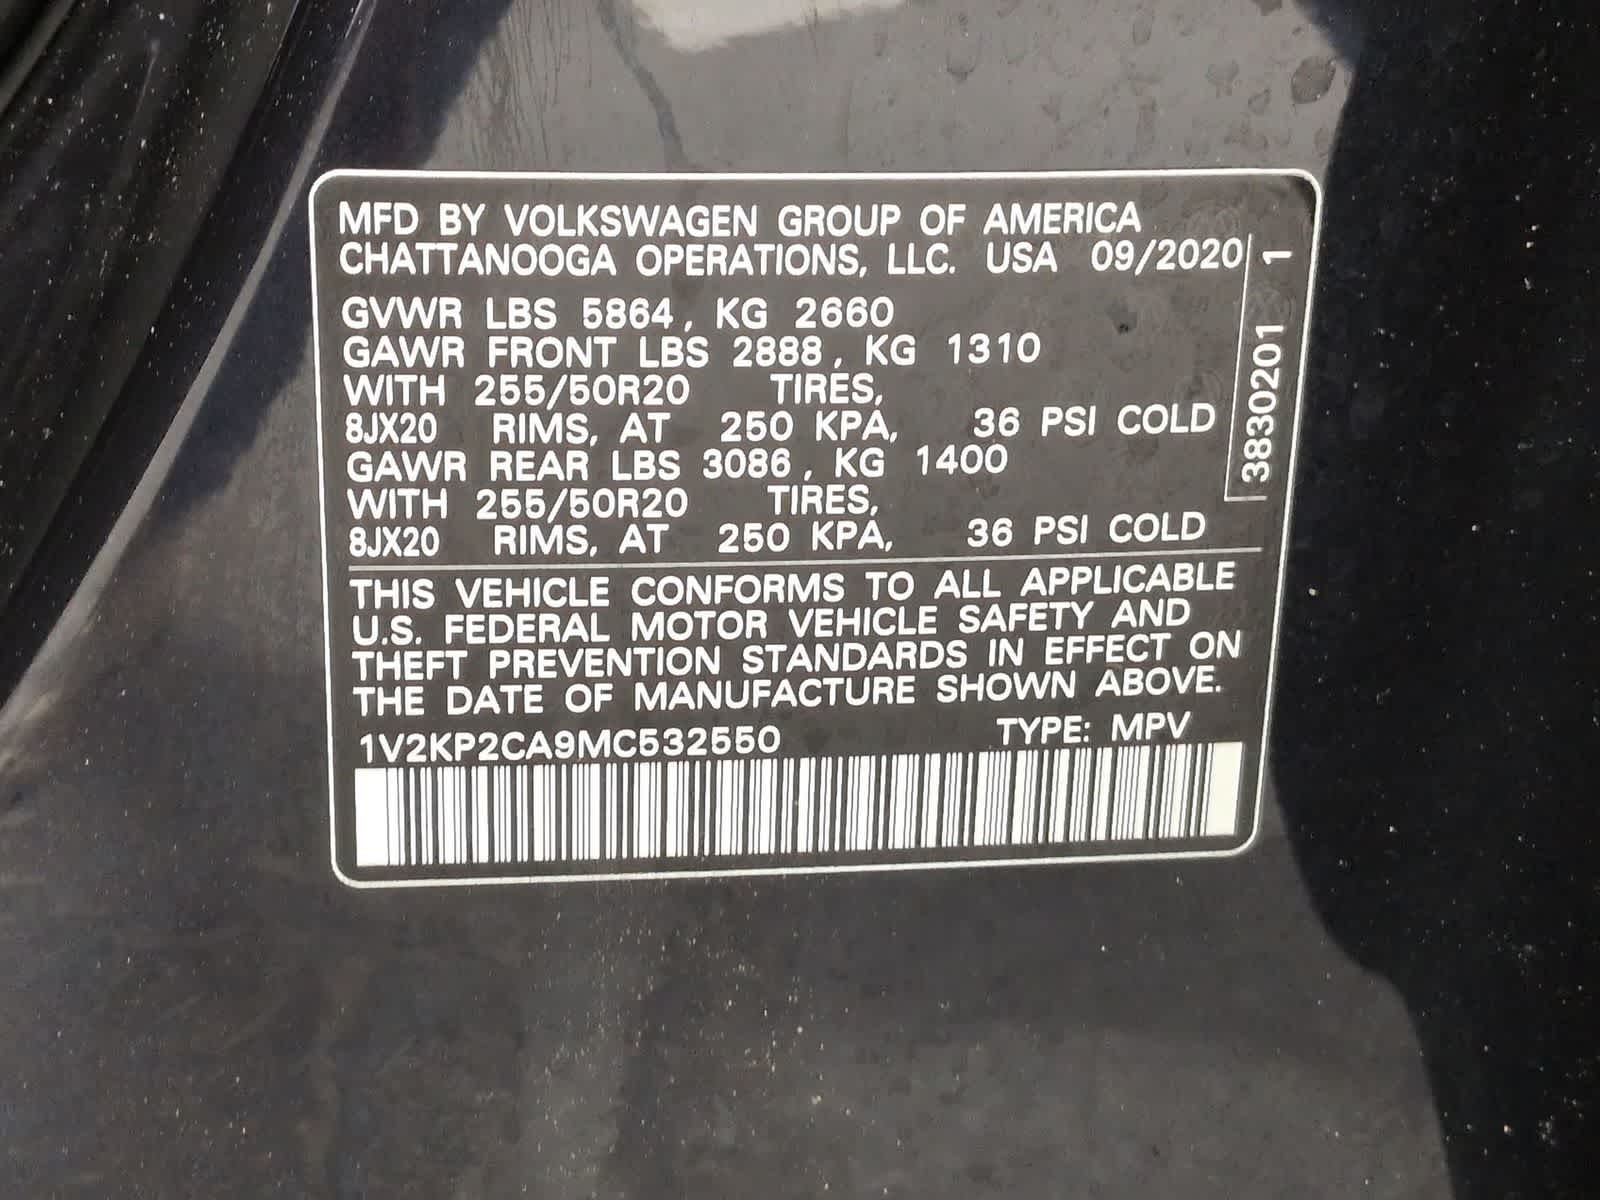 MFD BY VOLKSWAGEN GROUP OF AMERICA
CHATTANOOGA OPERATIONS, LLC. USA 09/2020
GVWR LBS 5864, KG 2660
GAWR FRONT LBS 2888, KG 1310
WITH 255/50R20 TIRES,
8JX20 RIMS, AT 250 KPA, 36 PSI COLD
GAWR REAR LBS 3086, KG 1400
WITH 255/50R20 TIRES,
8JX20 RIMS, AT 250 KPA, 36 PSI COLD
THIS VEHICLE CONFORMS TO ALL APPLICABLE
U.S. FEDERAL MOTOR VEHICLE SAFETY AND
THEFT PREVENTION STANDARDS IN EFFECT ON
THE DATE OF MANUFACTURE SHOWN ABOVE.
1V2KP2CA9MC532550 TYPE: MPV
3830201 1